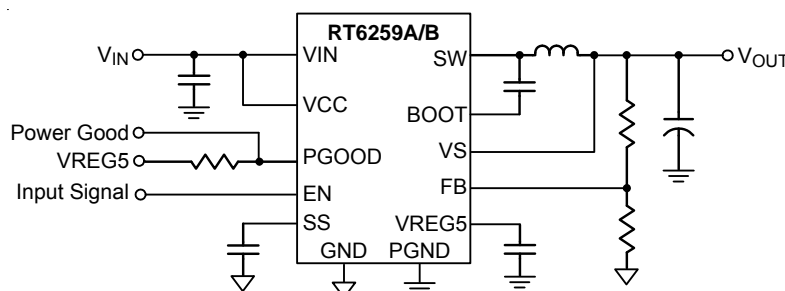 RT6259A/B
VIN
VIN
SW
VOUT
VCC
BOOT
Power Good
VREG5
PGOOD
VS
Input Signal
EN
FB
SS
VREG5
GND
PGND